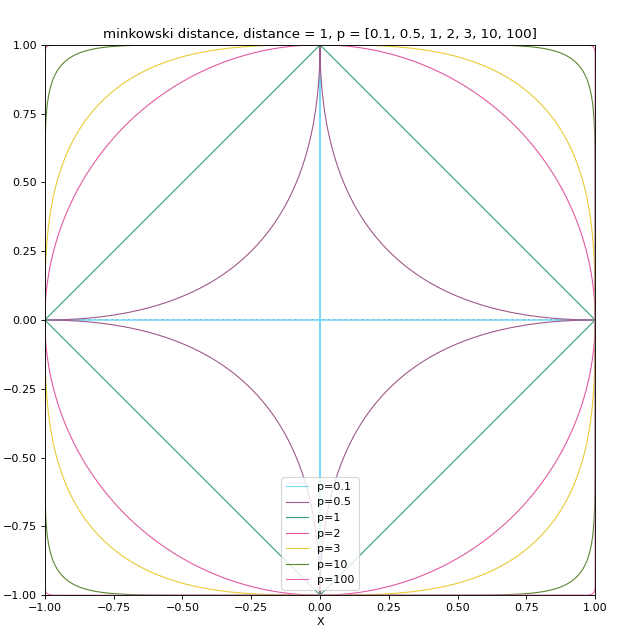 minkowski distance, distance = 1, p = [0.1, 0.5, 1, 2, 3, 10, 100]
1.00
0.75
0.50
0.25
0.00
−0.25
−0.50
−0.75
−1.00
p=0.1
p=0.5
p=1
p=2
p=3
p=10
p=100
−1.00 −0.75 −0.50 −0.25 0.00 0.25 0.50 0.75 1.00
X